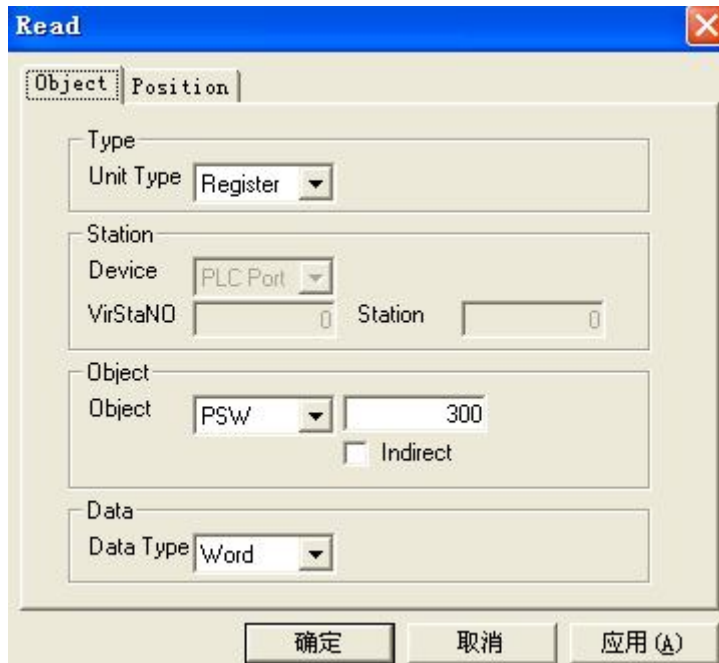 Read
Object Position
Type
Unit Type Register
Station
Device PLC Port
VirStaNO 0 Station 0
Object
Object PSW 300
Indirect
Data
Data Type Word
确定 取消 应用(A)